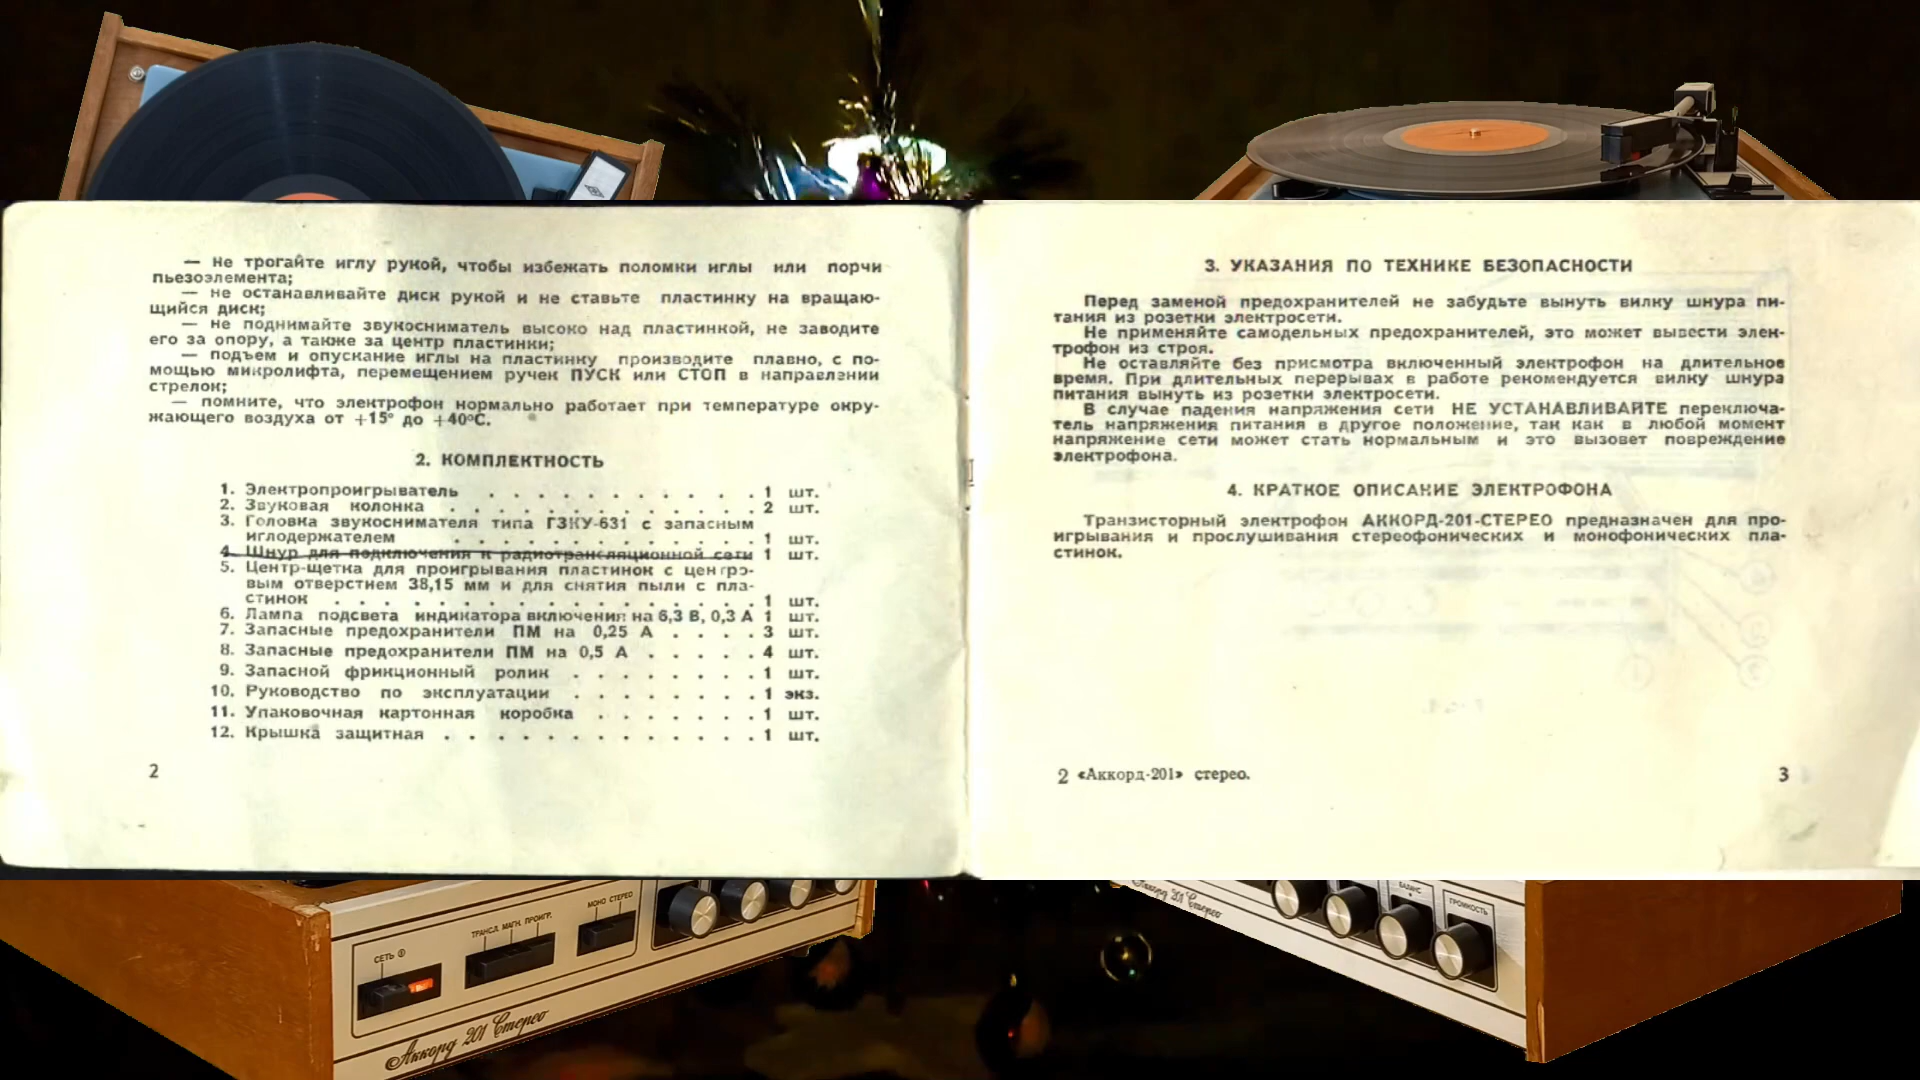 — не трогайте иглу рукой, чтобы избежать поломки иглы или порчи
пьезоэлемента;
— не останавливайте диск рукой и не ставьте пластинку на вращаю-
щийся диск;
— не поднимайте звукосниматель высоко над пластинкой, не заводите
его за опору, а также за центр пластинки;
— подъем и опускание иглы на пластинку производите плавно, с по-
мощью микролифта, перемещением ручек ПУСК или СТОП в направлении
стрелок;
— помните, что электрофон нормально работает при температуре окру-
жающего воздуха от +15° до +40°С.
2. КОМПЛЕКТНОСТЬ
1. Электропроигрыватель . . . . . . . . . . . 1 шт.
2. Звуковая колонка . . . . . . . . . . . . 2 шт.
3. Головка звукоснимателя типа ГЗКУ-631 с запасным
иглодержателем . . . . . . . . . . . . 1 шт.
4. Шнур для подключения к радиотрансляционной сети 1 шт.
5. Центр-щетка для проигрывания пластинок с центро-
вым отверстием 38,15 мм и для снятия пыли с пла-
стинок . . . . . . . . . . . . . . . . . 1 шт.
6. Лампа подсвета индикатора включения на 6,3 В, 0,3 А 1 шт.
7. Запасные предохранители ПМ на 0,25 А . . . . 3 шт.
8. Запасные предохранители ПМ на 0,5 А . . . . . 4 шт.
9. Запасной фрикционный ролик . . . . . . . . 1 шт.
10. Руководство по эксплуатации . . . . . . . . 1 экз.
11. Упаковочная картонная коробка . . . . . . . 1 шт.
12. Крышка защитная . . . . . . . . . . . . . 1 шт.
2
3. УКАЗАНИЯ ПО ТЕХНИКЕ БЕЗОПАСНОСТИ
Перед заменой предохранителей не забудьте вынуть вилку шнура пи-
тания из розетки электросети.
Не применяйте самодельных предохранителей, это может вывести элек-
трофон из строя.
Не оставляйте без присмотра включенный электрофон на длительное
время. При длительных перерывах в работе рекомендуется вилку шнура
питания вынуть из розетки электросети.
В случае падения напряжения сети НЕ УСТАНАВЛИВАЙТЕ переключа-
тель напряжения питания в другое положение, так как в любой момент
напряжение сети может стать нормальным и это вызовет повреждение
электрофона.
4. КРАТКОЕ ОПИСАНИЕ ЭЛЕКТРОФОНА
Транзисторный электрофон АККОРД-201-СТЕРЕО предназначен для про-
игрывания и прослушивания стереофонических и монофонических пла-
стинок.
2 «Аккорд-201» стерео.
3
СЕТЬ
ТРАНСЛ. МАГН. ПРОИГР.
МОНО СТЕРЕО
Аккорд 201 Стерео
Аккорд 201 Стерео
БАЛАНС
ГРОМКОСТЬ